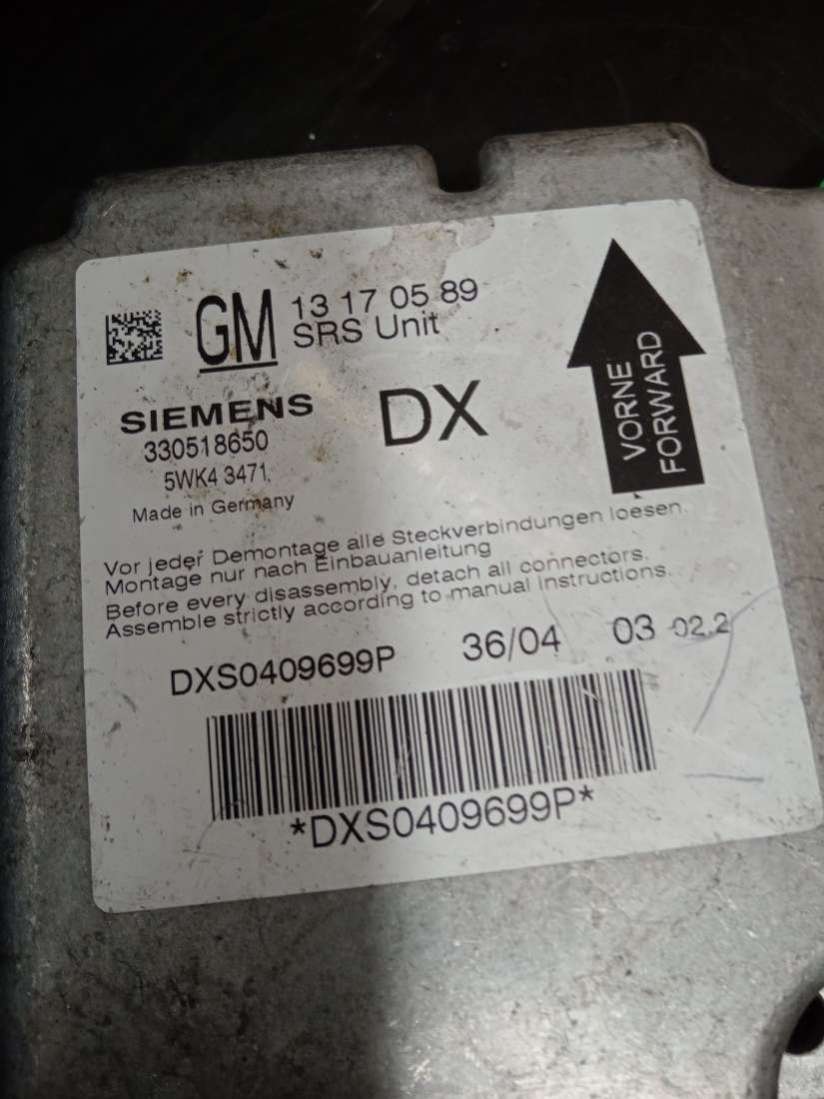 GM 13 170 05 89
SRS Unit
SIEMENS
DX
330518650
5WK4 3471
Made in Germany
VORNE
FORWARD
Vor jeder Demontage alle Steckverbindungen loesen.
Montage nur nach Einbauanleitung
Before every disassembly, detach all connectors.
Assemble strictly according to manual instructions.
DXS0409699P 36/04 03 02.2
*DXS0409699P*